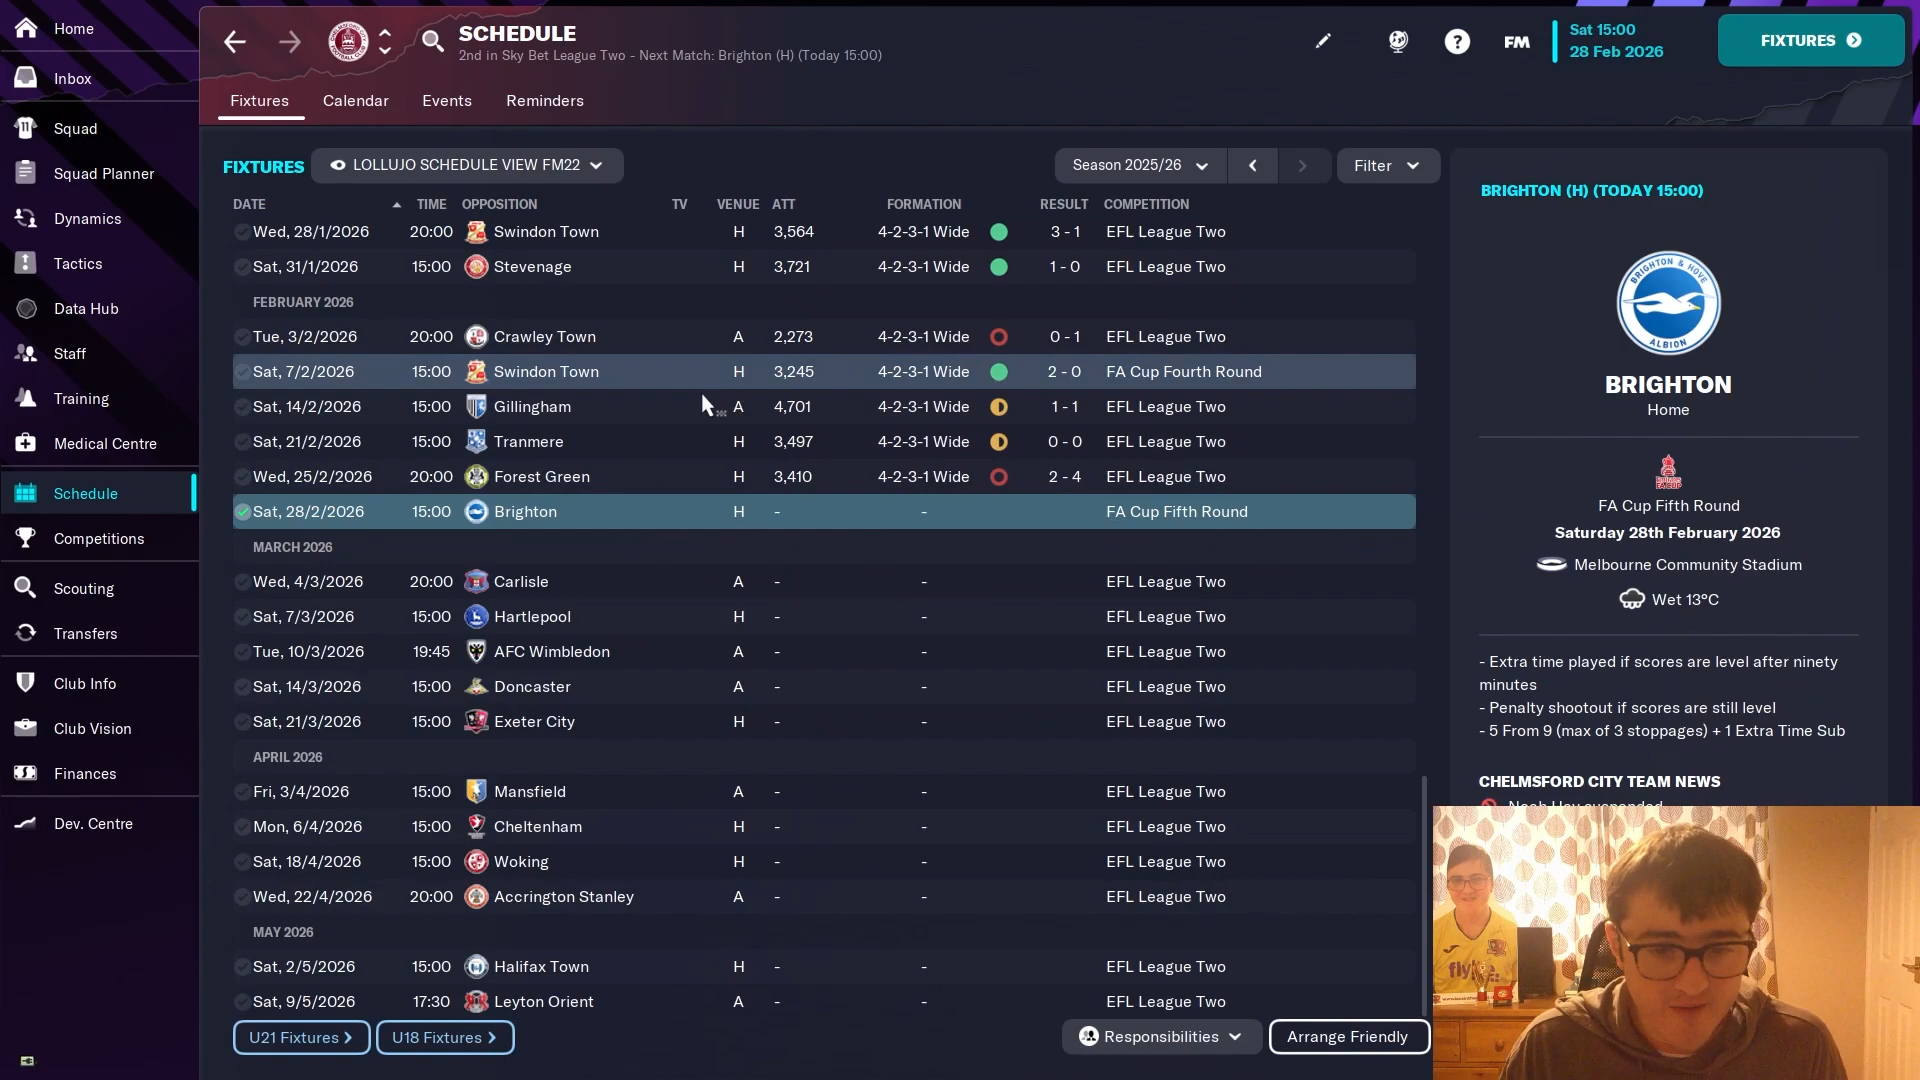 Home
Inbox
Squad
Squad Planner
Dynamics
Tactics
Data Hub
Staff
Training
Medical Centre
Schedule
Competitions
Scouting
Transfers
Club Info
Club Vision
Finances
Dev. Centre
SCHEDULE
2nd in Sky Bet League Two - Next Match: Brighton (H) (Today 15:00)
FM
Sat 15:00
28 Feb 2026
FIXTURES
Fixtures Calendar Events Reminders
FIXTURES LOLLUJO SCHEDULE VIEW FM22 Season 2025/26 Filter
DATE TIME OPPOSITION TV VENUE ATT FORMATION RESULT COMPETITION
Wed, 28/1/2026 20:00 Swindon Town H 3,564 4-2-3-1 Wide 3 - 1 EFL League Two
Sat, 31/1/2026 15:00 Stevenage H 3,721 4-2-3-1 Wide 1 - 0 EFL League Two
FEBRUARY 2026
Tue, 3/2/2026 20:00 Crawley Town A 2,273 4-2-3-1 Wide 0 - 1 EFL League Two
Sat, 7/2/2026 15:00 Swindon Town H 3,245 4-2-3-1 Wide 2 - 0 FA Cup Fourth Round
Sat, 14/2/2026 15:00 Gillingham A 4,701 4-2-3-1 Wide 1 - 1 EFL League Two
Sat, 21/2/2026 15:00 Tranmere H 3,497 4-2-3-1 Wide 0 - 0 EFL League Two
Wed, 25/2/2026 20:00 Forest Green H 3,410 4-2-3-1 Wide 2 - 4 EFL League Two
Sat, 28/2/2026 15:00 Brighton H - - FA Cup Fifth Round
MARCH 2026
Wed, 4/3/2026 20:00 Carlisle A - - EFL League Two
Sat, 7/3/2026 15:00 Hartlepool H - - EFL League Two
Tue, 10/3/2026 19:45 AFC Wimbledon A - - EFL League Two
Sat, 14/3/2026 15:00 Doncaster A - - EFL League Two
Sat, 21/3/2026 15:00 Exeter City H - - EFL League Two
APRIL 2026
Fri, 3/4/2026 15:00 Mansfield A - - EFL League Two
Mon, 6/4/2026 15:00 Cheltenham H - - EFL League Two
Sat, 18/4/2026 15:00 Woking H - - EFL League Two
Wed, 22/4/2026 20:00 Accrington Stanley A - - EFL League Two
MAY 2026
Sat, 2/5/2026 15:00 Halifax Town H - - EFL League Two
Sat, 9/5/2026 17:30 Leyton Orient A - - EFL League Two
U21 Fixtures U18 Fixtures Responsibilities Arrange Friendly
BRIGHTON (H) (TODAY 15:00)
BRIGHTON & HOVE
ALBION
BRIGHTON
Home
FA Cup Fifth Round
Saturday 28th February 2026
Melbourne Community Stadium
Wet 13°C
- Extra time played if scores are level after ninety
minutes
- Penalty shootout if scores are still level
- 5 From 9 (max of 3 stoppages) + 1 Extra Time Sub
CHELMSFORD CITY TEAM NEWS